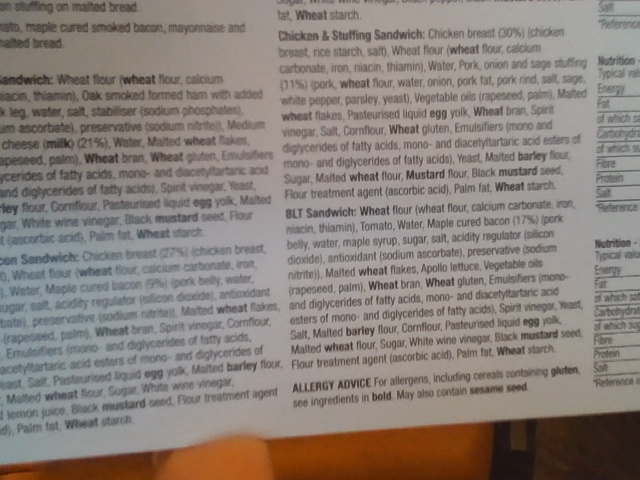 on stuffing on malted bread.
ato, maple cured smoked bacon, mayonnaise and
malted bread.
Sandwich: Wheat flour (wheat flour, calcium
niacin, thiamin), Oak smoked formed ham with added
k leg, water, salt, stabiliser (sodium phosphates),
um ascorbate), preservative (sodium nitrite)), Medium
cheese (milk) (21%), Water, Malted wheat flakes,
apeseed, palm), Wheat bran, Wheat gluten, Emulsifiers
lycerides of fatty acids, mono- and diacetyltartaric acid
and diglycerides of fatty acids), Spirit vinegar, Yeast,
rley flour, Cornflour, Pasteurised liquid egg yolk, Malted
gar, White wine vinegar, Black mustard seed, Flour
t (ascorbic acid), Palm fat, Wheat starch.
con Sandwich: Chicken breast (27%) (chicken breast,
), Wheat flour (wheat flour, calcium carbonate, iron,
), Water, Maple cured bacon (9%) (pork belly, water,
sugar, salt, acidity regulator (silicon dioxide), antioxidant
bate), preservative (sodium nitrite)), Malted wheat flakes,
(rapeseed, palm), Wheat bran, Spirit vinegar, Cornflour,
, Emulsifiers (mono- and diglycerides of fatty acids,
acetyltartaric acid esters of mono- and diglycerides of
east, Salt, Pasteurised liquid egg yolk, Malted barley flour,
, Malted wheat flour, Sugar, White wine vinegar,
d lemon juice, Black mustard seed, Flour treatment agent
d), Palm fat, Wheat starch.
fat, Wheat starch.
Chicken & Stuffing Sandwich: Chicken breast (30%) (chicken
breast, rice starch, salt), Wheat flour (wheat flour, calcium
carbonate, iron, niacin, thiamin), Water, Pork, onion and sage stuffing
(11%) (pork, wheat flour, water, onion, pork fat, pork rind, salt, sage,
white pepper, parsley, yeast), Vegetable oils (rapeseed, palm), Malted
wheat flakes, Pasteurised liquid egg yolk, Wheat bran, Spirit
vinegar, Salt, Cornflour, Wheat gluten, Emulsifiers (mono and
diglycerides of fatty acids, mono- and diacetyltartaric acid esters of
mono- and diglycerides of fatty acids), Yeast, Malted barley flour,
Sugar, Malted wheat flour, Mustard flour, Black mustard seed,
Flour treatment agent (ascorbic acid), Palm fat, Wheat starch.
BLT Sandwich: Wheat flour (wheat flour, calcium carbonate, iron,
niacin, thiamin), Tomato, Water, Maple cured bacon (17%) (pork
belly, water, maple syrup, sugar, salt, acidity regulator (silicon
dioxide), antioxidant (sodium ascorbate), preservative (sodium
nitrite)), Malted wheat flakes, Apollo lettuce, Vegetable oils
(rapeseed, palm), Wheat bran, Wheat gluten, Emulsifiers (mono-
and diglycerides of fatty acids, mono- and diacetyltartaric acid
esters of mono- and diglycerides of fatty acids), Spirit vinegar, Yeast,
Salt, Malted barley flour, Cornflour, Pasteurised liquid egg yolk,
Malted wheat flour, Sugar, White wine vinegar, Black mustard seed,
Flour treatment agent (ascorbic acid), Palm fat, Wheat starch.
ALLERGY ADVICE For allergens, including cereals containing gluten,
see ingredients in bold. May also contain sesame seed.
Salt
*Reference
Nutrition -
Typical value
Energy
Fat
of which sa
Carbohydra
of which su
Fibre
Protein
Salt
*Reference
Nutrition -
Typical value
Energy
Fat
of which sa
Carbohydrat
of which su
Fibre
Protein
Salt
*Reference